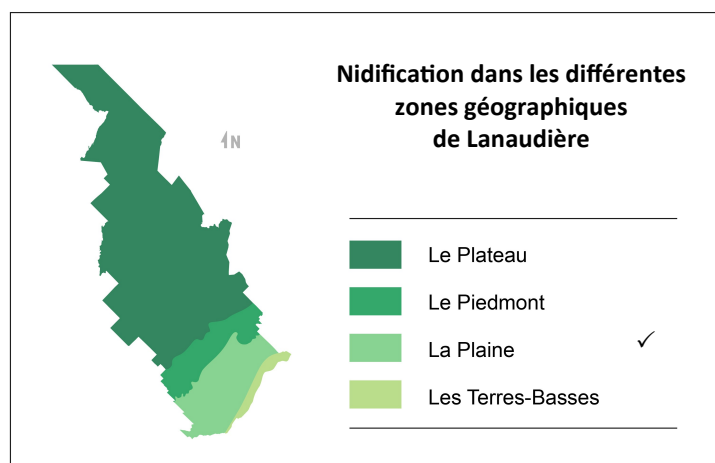 Nidification dans les différentes
zones géographiques
de Lanaudière
N
Le Plateau
Le Piedmont
La Plaine ✓
Les Terres-Basses